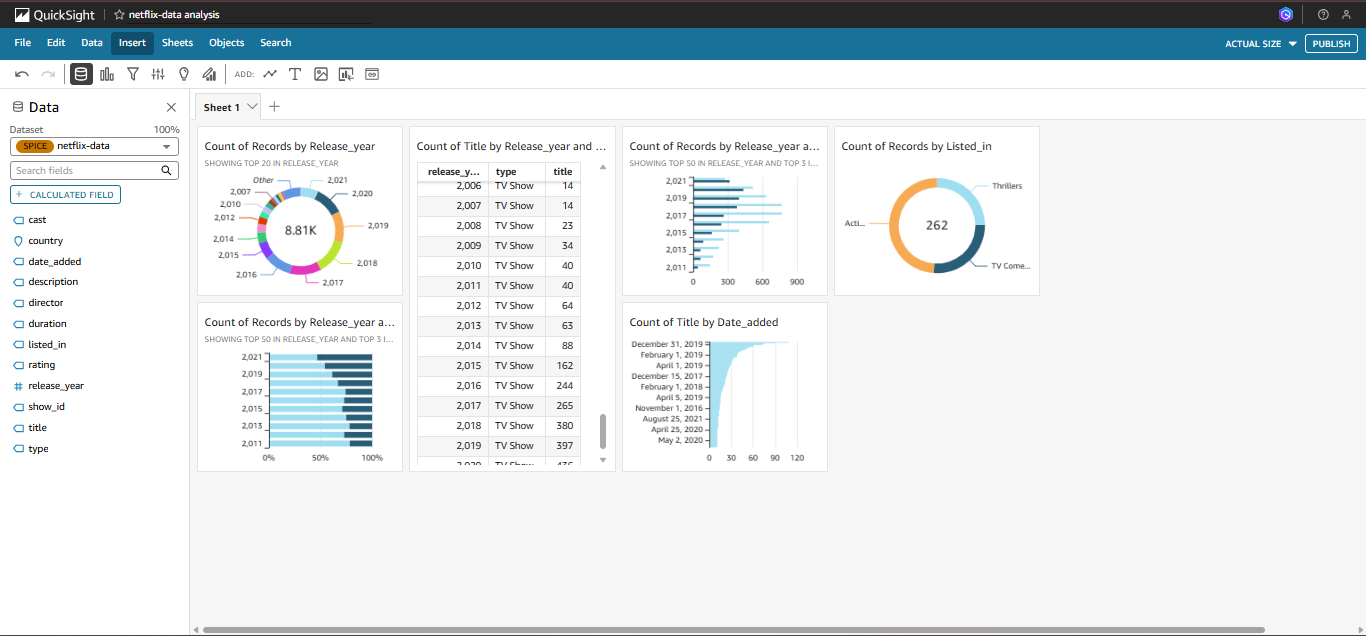 QuickSight
netflix-data analysis
File Edit Data Insert Sheets Objects Search
ACTUAL SIZE
PUBLISH
ADD:
Data
Dataset 100%
SPICE netflix-data
Search fields
+ CALCULATED FIELD
cast
country
date_added
description
director
duration
listed_in
rating
release_year
show_id
title
type
Sheet 1
Count of Records by Release_year
SHOWING TOP 20 IN RELEASE_YEAR
Other
2,021
2,007
2,020
2,010
2,012
2,019
8.81K
2,014
2,015
2,018
2,016
2,017
Count of Title by Release_year and ...
release_y... type title
2,006 TV Show 14
2,007 TV Show 14
2,008 TV Show 23
2,009 TV Show 34
2,010 TV Show 40
2,011 TV Show 40
2,012 TV Show 64
2,013 TV Show 63
2,014 TV Show 88
2,015 TV Show 162
2,016 TV Show 244
2,017 TV Show 265
2,018 TV Show 380
2,019 TV Show 397
2,020 TV Show 436
Count of Records by Release_year a...
SHOWING TOP 50 IN RELEASE_YEAR AND TOP 3 I...
2,021
2,019
2,017
2,015
2,013
2,011
0 300 600 900
Count of Records by Listed_in
Thrillers
Acti...
262
TV Come...
Count of Records by Release_year a...
SHOWING TOP 50 IN RELEASE_YEAR AND TOP 3 I...
2,021
2,019
2,017
2,015
2,013
2,011
0% 50% 100%
Count of Title by Date_added
December 31, 2019
February 1, 2019
April 1, 2019
December 15, 2017
February 1, 2018
April 5, 2019
November 1, 2016
August 25, 2021
April 25, 2020
May 2, 2020
0 30 60 90 120